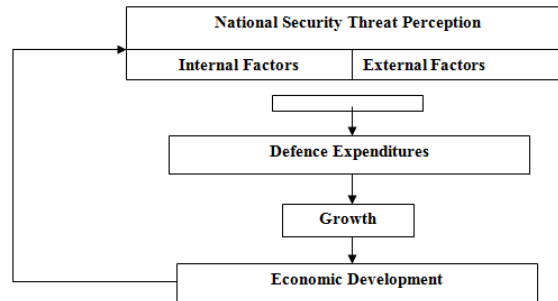 National Security Threat Perception
Internal Factors
External Factors
Defence Expenditures
Growth
Economic Development